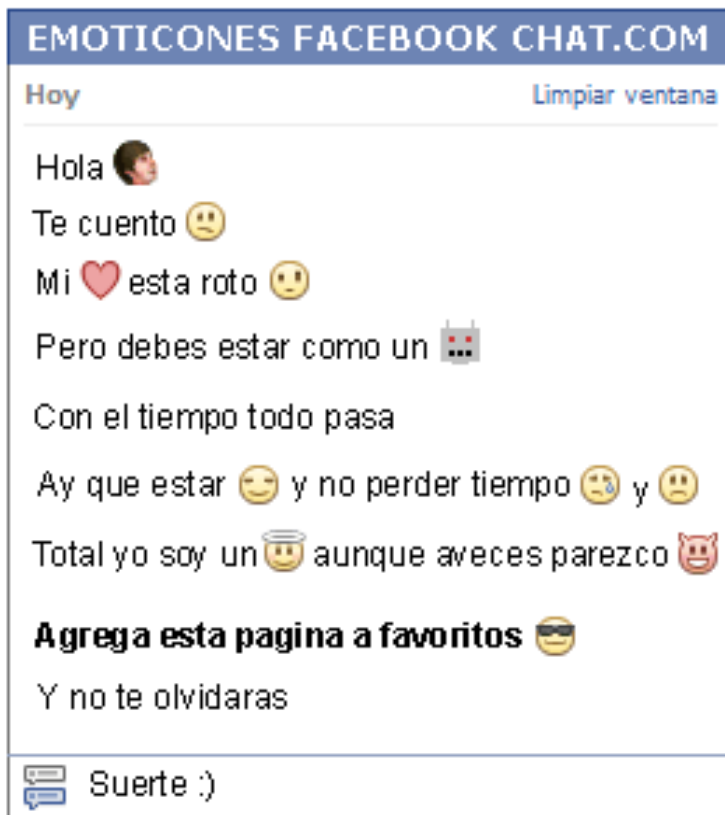 EMOTICONES FACEBOOK CHAT.COM
Hoy Limpiar ventana
Hola
Te cuento
Mi esta roto
Pero debes estar como un
Con el tiempo todo pasa
Ay que estar y no perder tiempo y
Total yo soy un aunque aveces parezco
Agrega esta pagina a favoritos
Y no te olvidaras
Suerte :)